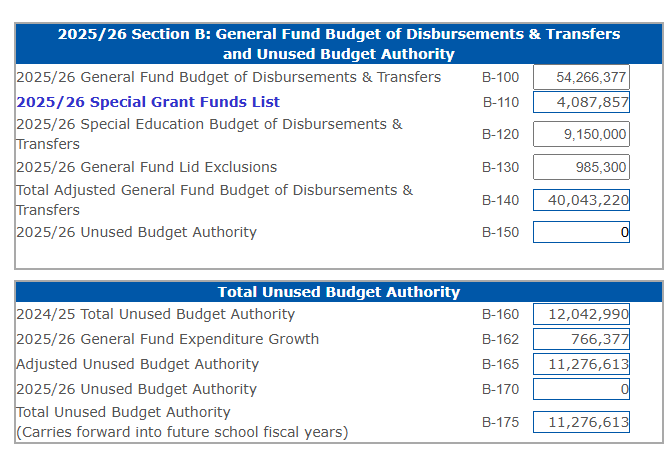 2025/26 Section B: General Fund Budget of Disbursements & Transfers
and Unused Budget Authority
2025/26 General Fund Budget of Disbursements & Transfers B-100 54,266,377
2025/26 Special Grant Funds List B-110 4,087,857
2025/26 Special Education Budget of Disbursements &
Transfers B-120 9,150,000
2025/26 General Fund Lid Exclusions B-130 985,300
Total Adjusted General Fund Budget of Disbursements &
Transfers B-140 40,043,220
2025/26 Unused Budget Authority B-150 0
Total Unused Budget Authority
2024/25 Total Unused Budget Authority B-160 12,042,990
2025/26 General Fund Expenditure Growth B-162 766,377
Adjusted Unused Budget Authority B-165 11,276,613
2025/26 Unused Budget Authority B-170 0
Total Unused Budget Authority
(Carries forward into future school fiscal years) B-175 11,276,613